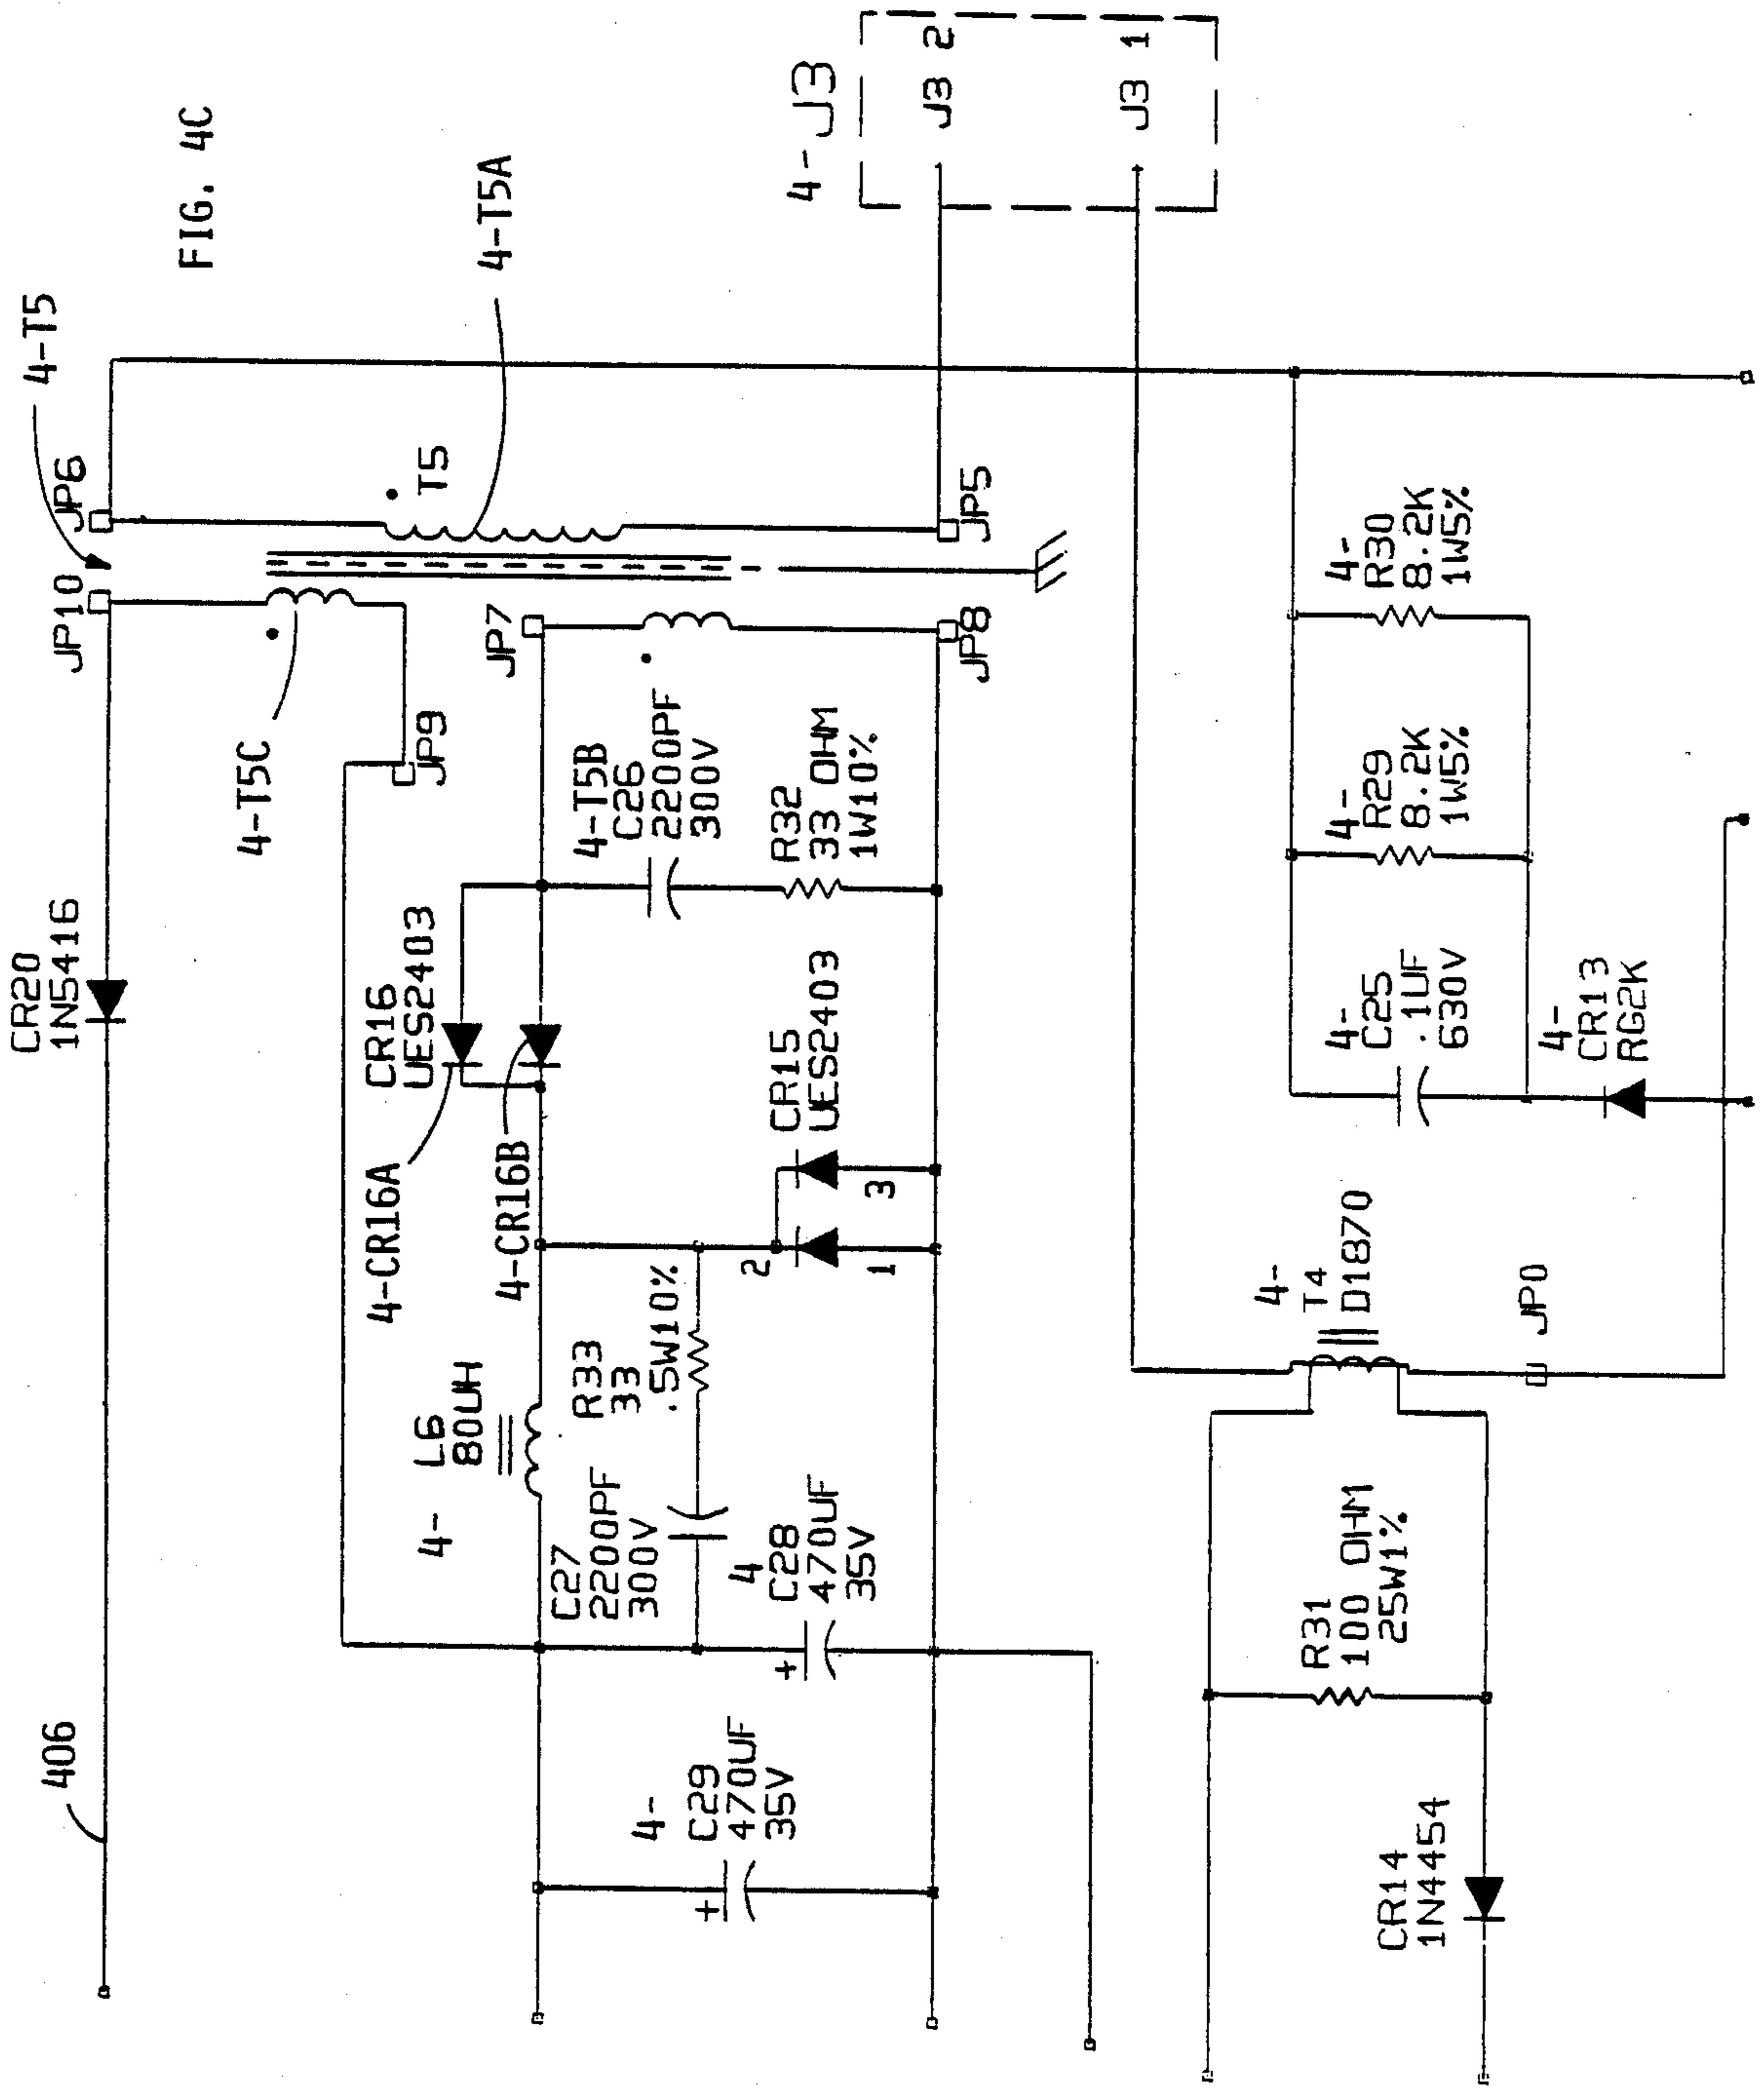 FIG. 4C
4-T5
JP6
JP10
T5
4-T5A
4-J3
J3 2
J3 1
JP5
4-T5C
JP9
JP7
JP8
CR20
1N5416
406
4-T5B
C26
2200PF
300V
R32
33 OHM
1W10%
CR16
UES2403
4-CR16A
4-CR16B
CR15
UES2403
2
1
3
4-
L6
80UH
R33
33
.5W10%
C27
2200PF
300V
4
C28
470UF
35V
+
4-
C29
470UF
35V
+
4-
R30
8.2K
1W5%
4-
R29
8.2K
1W5%
4-
C25
.1UF
630V
4-
CR13
RG2K
4-
T4
D1870
JP0
R31
100 OHM
25W1%
CR14
1N4454